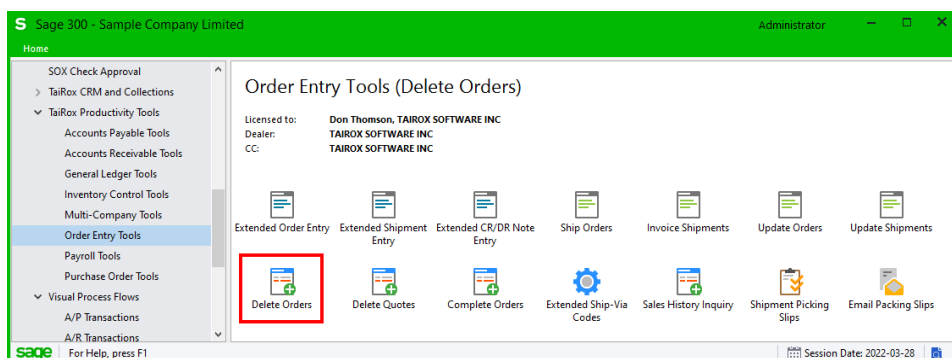 S Sage 300 - Sample Company Limited
Administrator
Home
SOX Check Approval
TaiRox CRM and Collections
TaiRox Productivity Tools
Accounts Payable Tools
Accounts Receivable Tools
General Ledger Tools
Inventory Control Tools
Multi-Company Tools
Order Entry Tools
Payroll Tools
Purchase Order Tools
Visual Process Flows
A/P Transactions
A/R Transactions
Order Entry Tools (Delete Orders)
Licensed to: Don Thomson, TAIROX SOFTWARE INC
Dealer: TAIROX SOFTWARE INC
CC: TAIROX SOFTWARE INC
Extended Order Entry
Extended Shipment
Entry
Extended CR/DR Note
Entry
Ship Orders
Invoice Shipments
Update Orders
Update Shipments
Delete Orders
Delete Quotes
Complete Orders
Extended Ship-Via
Codes
Sales History Inquiry
Shipment Picking
Slips
Email Packing Slips
sage For Help, press F1
Session Date: 2022-03-28